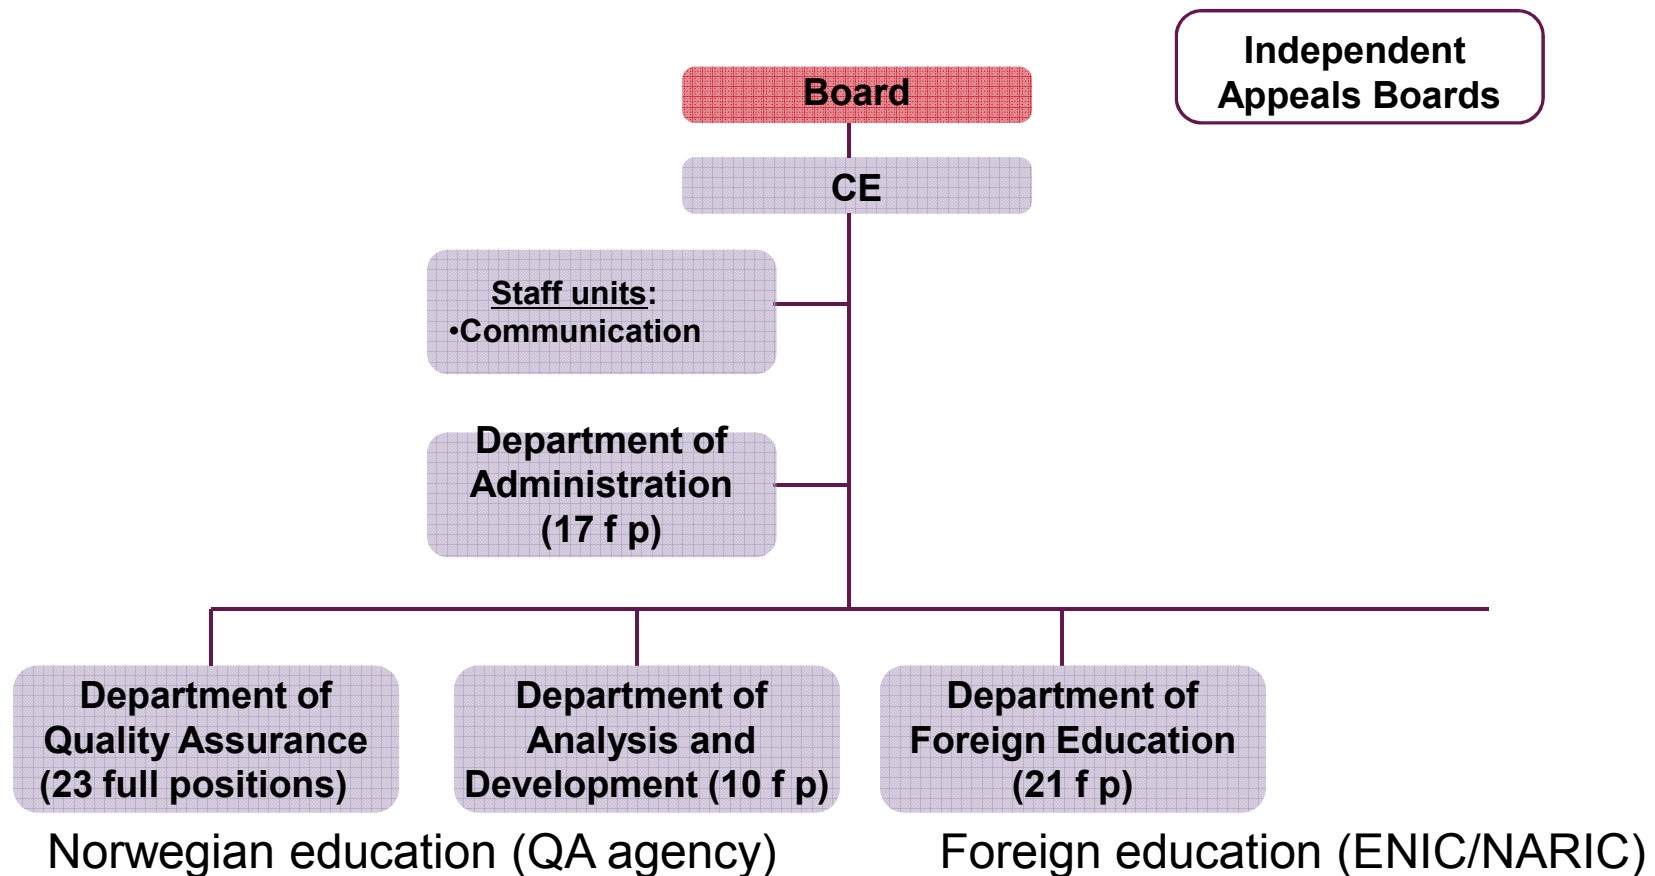 Independent
Appeals Boards
Board
CE
Staff units:
•Communication
Department of
Administration
(17 f p)
Department of
Quality Assurance
(23 full positions)
Department of
Analysis and
Development (10 f p)
Department of
Foreign Education
(21 f p)
Norwegian education (QA agency)
Foreign education (ENIC/NARIC)